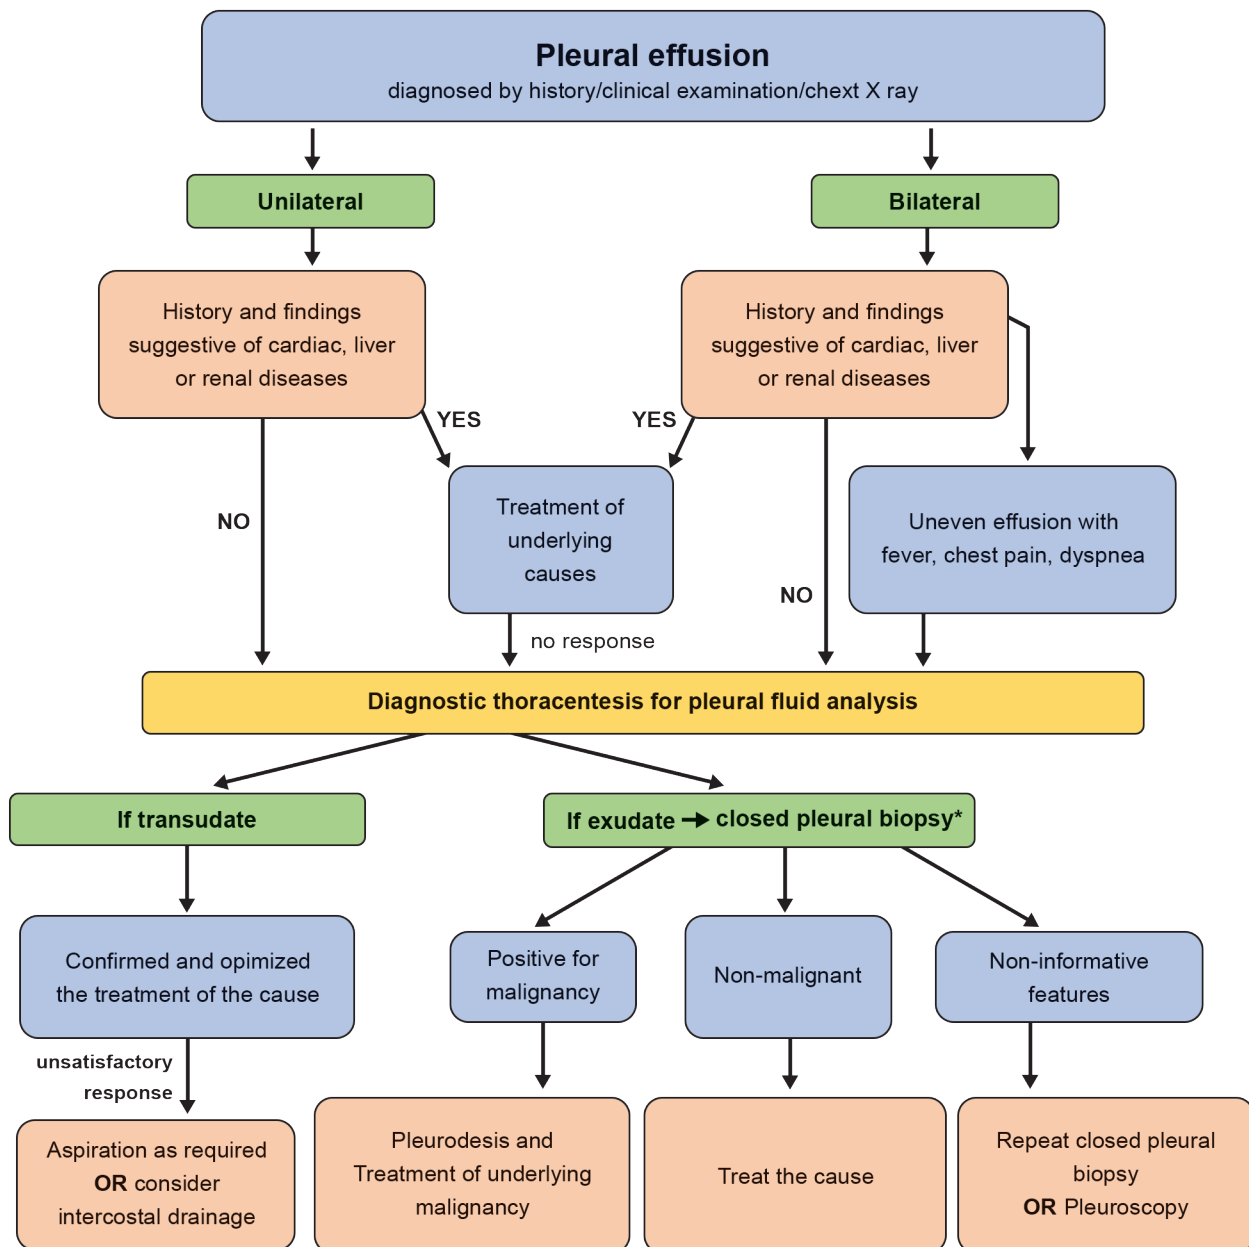 Pleural effusion
diagnosed by history/clinical examination/chext X ray
Unilateral
Bilateral
History and findings
suggestive of cardiac, liver
or renal diseases
History and findings
suggestive of cardiac, liver
or renal diseases
YES
YES
NO
Treatment of
underlying
causes
NO
Uneven effusion with
fever, chest pain, dyspnea
no response
Diagnostic thoracentesis for pleural fluid analysis
If transudate
If exudate → closed pleural biopsy*
Confirmed and opimized
the treatment of the cause
Positive for
malignancy
Non-malignant
Non-informative
features
unsatisfactory
response
Aspiration as required
OR consider
intercostal drainage
Pleurodesis and
Treatment of underlying
malignancy
Treat the cause
Repeat closed pleural
biopsy
OR Pleuroscopy